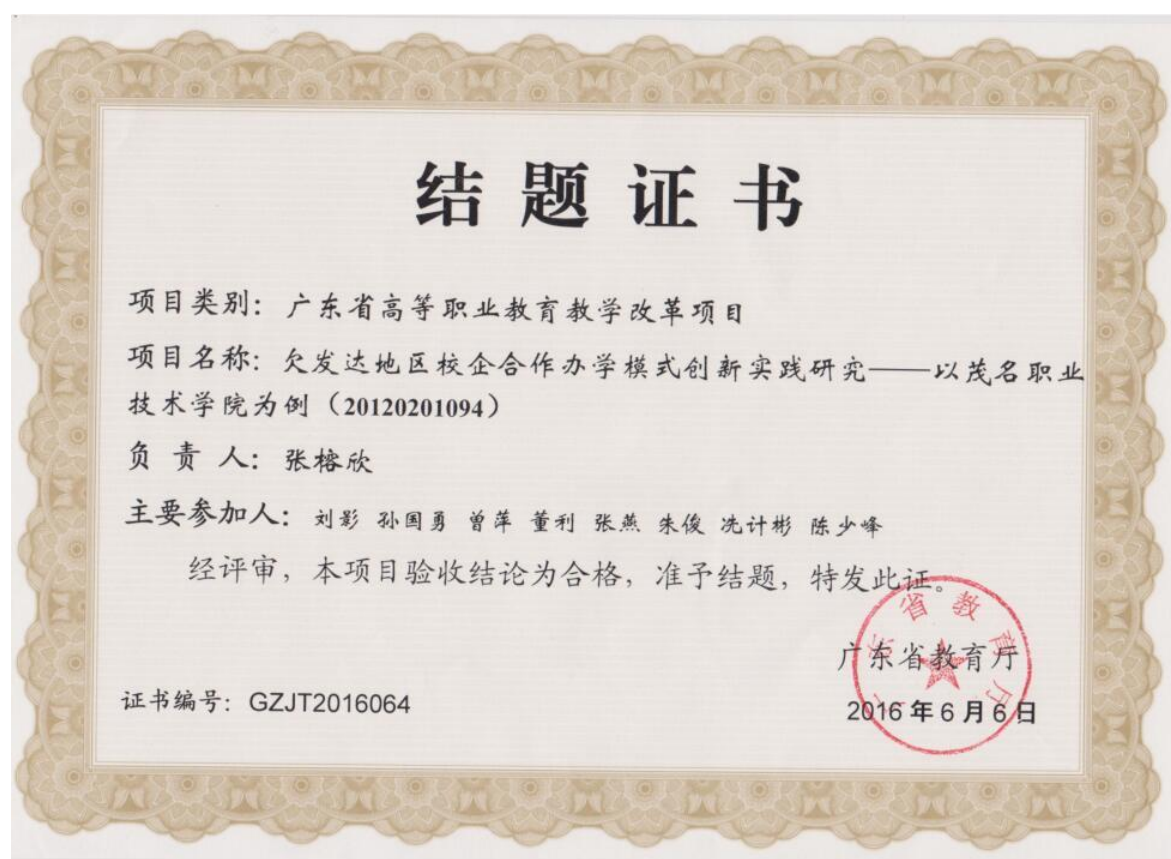 结题证书
项目类别：广东省高等职业教育教学改革项目
项目名称：欠发达地区校企合作办学模式创新实践研究——以茂名职业
技术学院为例（20120201094）
负责人：张榕欣
主要参加人：刘影 孙国勇 曾萍 董利 张燕 朱俊 冼计彬 陈少峰
经评审，本项目验收结论为合格，准予结题，特发此证。
广东省教育厅
广东省教育厅
证书编号：GZJT2016064
2016年6月6日